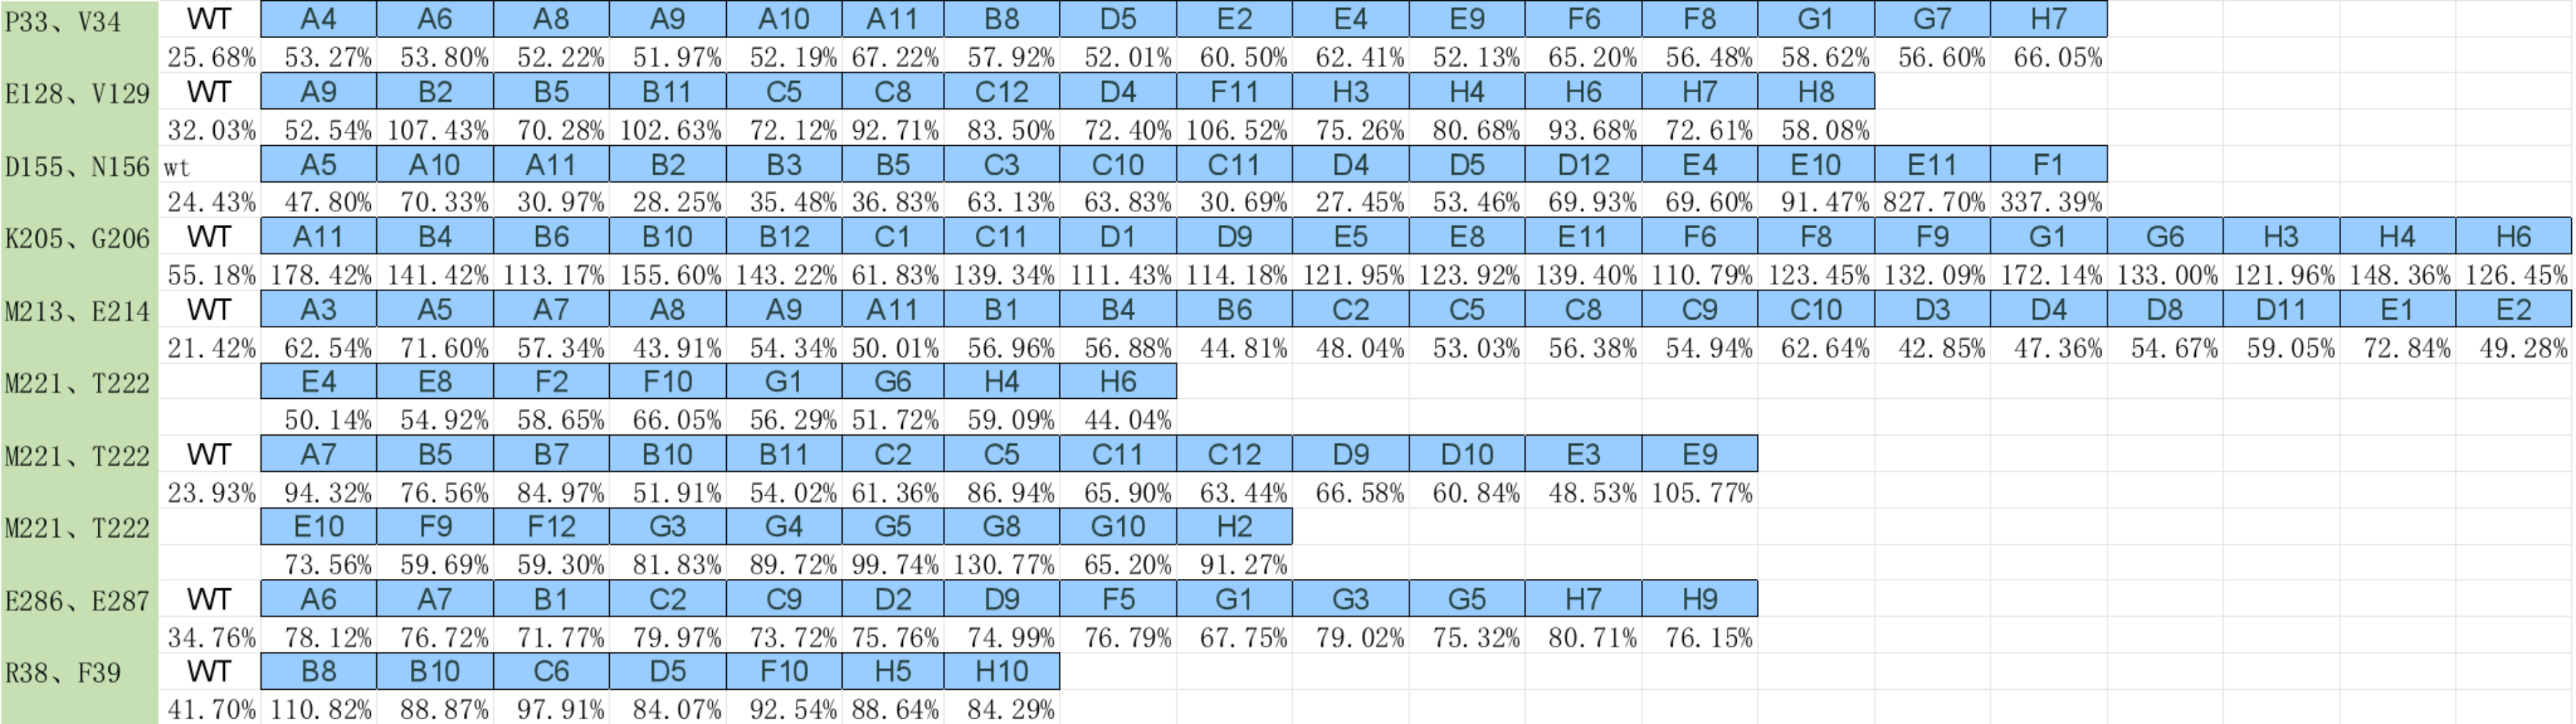 P33、V34 WT A4 A6 A8 A9 A10 A11 B8 D5 E2 E4 E9 F6 F8 G1 G7 H7
25.68% 53.27% 53.80% 52.22% 51.97% 52.19% 67.22% 57.92% 52.01% 60.50% 62.41% 52.13% 65.20% 56.48% 58.62% 56.60% 66.05%
E128、V129 WT A9 B2 B5 B11 C5 C8 C12 D4 F11 H3 H4 H6 H7 H8
32.03% 52.54% 107.43% 70.28% 102.63% 72.12% 92.71% 83.50% 72.40% 106.52% 75.26% 80.68% 93.68% 72.61% 58.08%
D155、N156 wt A5 A10 A11 B2 B3 B5 C3 C10 C11 D4 D5 D12 E4 E10 E11 F1
24.43% 47.80% 70.33% 30.97% 28.25% 35.48% 36.83% 63.13% 63.83% 30.69% 27.45% 53.46% 69.93% 69.60% 91.47% 827.70% 337.39%
K205、G206 WT A11 B4 B6 B10 B12 C1 C11 D1 D9 E5 E8 E11 F6 F8 F9 G1 G6 H3 H4 H6
55.18% 178.42% 141.42% 113.17% 155.60% 143.22% 61.83% 139.34% 111.43% 114.18% 121.95% 123.92% 139.40% 110.79% 123.45% 132.09% 172.14% 133.00% 121.96% 148.36% 126.45%
M213、E214 WT A3 A5 A7 A8 A9 A11 B1 B4 B6 C2 C5 C8 C9 C10 D3 D4 D8 D11 E1 E2
21.42% 62.54% 71.60% 57.34% 43.91% 54.34% 50.01% 56.96% 56.88% 44.81% 48.04% 53.03% 56.38% 54.94% 62.64% 42.85% 47.36% 54.67% 59.05% 72.84% 49.28%
M221、T222 E4 E8 F2 F10 G1 G6 H4 H6
50.14% 54.92% 58.65% 66.05% 56.29% 51.72% 59.09% 44.04%
M221、T222 WT A7 B5 B7 B10 B11 C2 C5 C11 C12 D9 D10 E3 E9
23.93% 94.32% 76.56% 84.97% 51.91% 54.02% 61.36% 86.94% 65.90% 63.44% 66.58% 60.84% 48.53% 105.77%
M221、T222 E10 F9 F12 G3 G4 G5 G8 G10 H2
73.56% 59.69% 59.30% 81.83% 89.72% 99.74% 130.77% 65.20% 91.27%
E286、E287 WT A6 A7 B1 C2 C9 D2 D9 F5 G1 G3 G5 H7 H9
34.76% 78.12% 76.72% 71.77% 79.97% 73.72% 75.76% 74.99% 76.79% 67.75% 79.02% 75.32% 80.71% 76.15%
R38、F39 WT B8 B10 C6 D5 F10 H5 H10
41.70% 110.82% 88.87% 97.91% 84.07% 92.54% 88.64% 84.29%